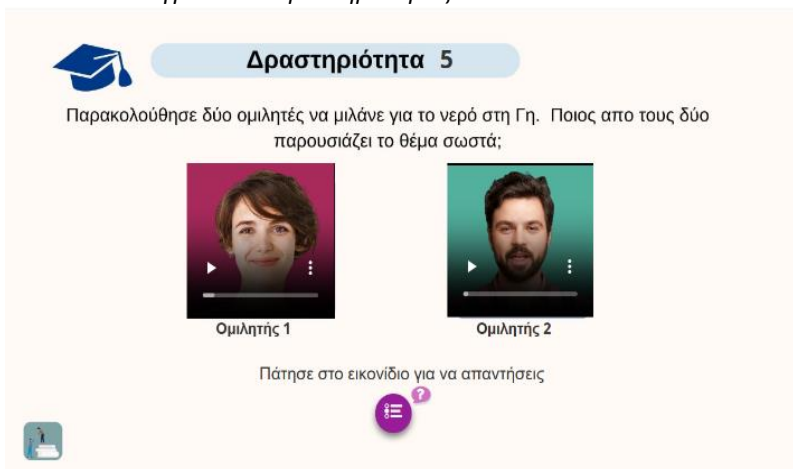 Δραστηριότητα 5
Παρακολούθησε δύο ομιλητές να μιλάνε για το νερό στη Γη. Ποιος απο τους δύο
παρουσιάζει το θέμα σωστά;
Ομιλητής 1
Ομιλητής 2
Πάτησε στο εικονίδιο για να απαντήσεις
?